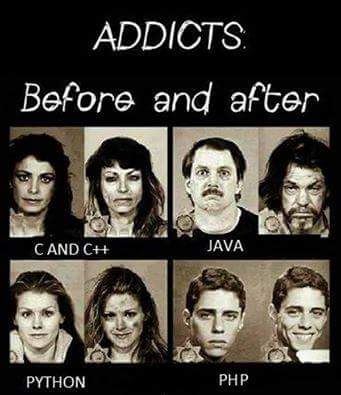 ADDICTS:
Before and after
C AND C++
JAVA
PYTHON
PHP